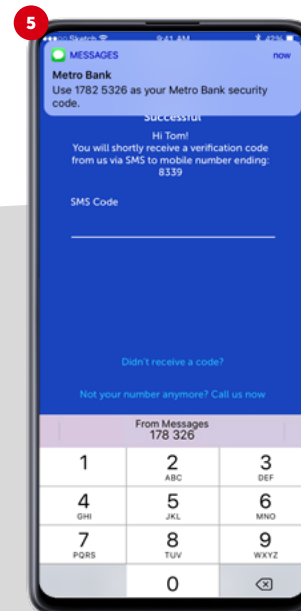 5
Sketch 9:41 AM 42%
MESSAGES now
Metro Bank
Use 1782 5326 as your Metro Bank security
code.
Successful
Hi Tom!
You will shortly receive a verification code
from us via SMS to mobile number ending:
8339
SMS Code
Didn't receive a code?
Not your number anymore? Call us now
From Messages
178 326
1 2 3
ABC DEF
4 5 6
GHI JKL MNO
7 8 9
PQRS TUV WXYZ
0